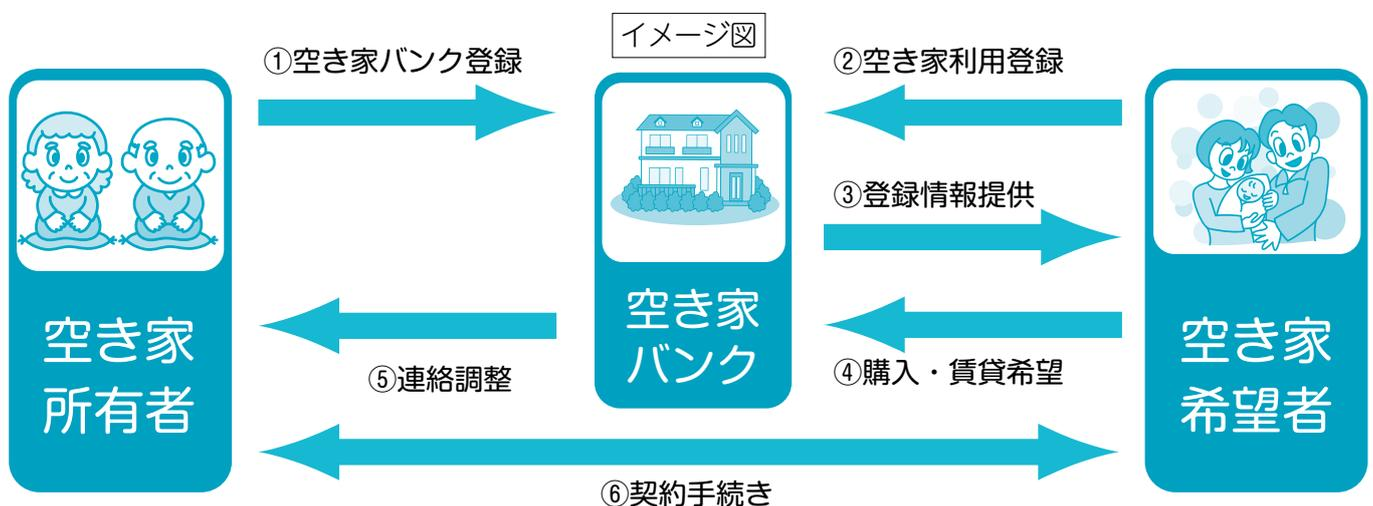 イメージ図
①空き家バンク登録
②空き家利用登録
③登録情報提供
空き家
所有者
空き家
バンク
空き家
希望者
④購入・賃貸希望
⑤連絡調整
⑥契約手続き